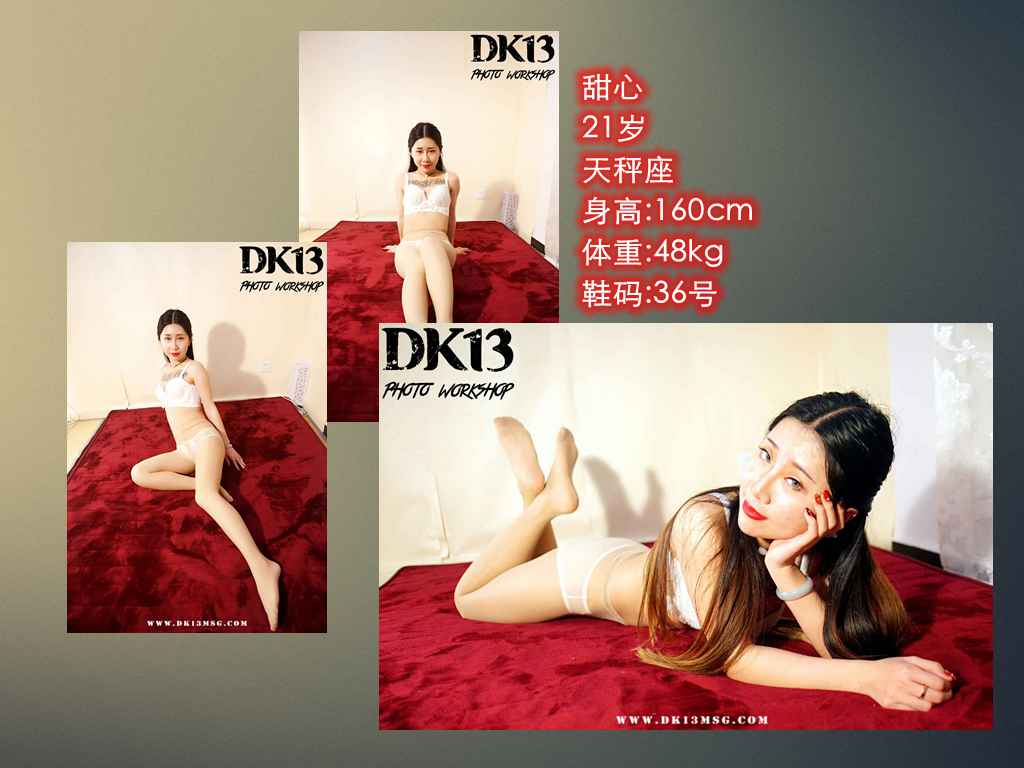 DK13
PHOTO WORKSHOP
甜心
21岁
天秤座
身高:160cm
体重:48kg
鞋码:36号
DK13
PHOTO WORKSHOP
WWW.DK13MSG.COM
DK13
PHOTO WORKSHOP
WWW.DK13MSG.COM